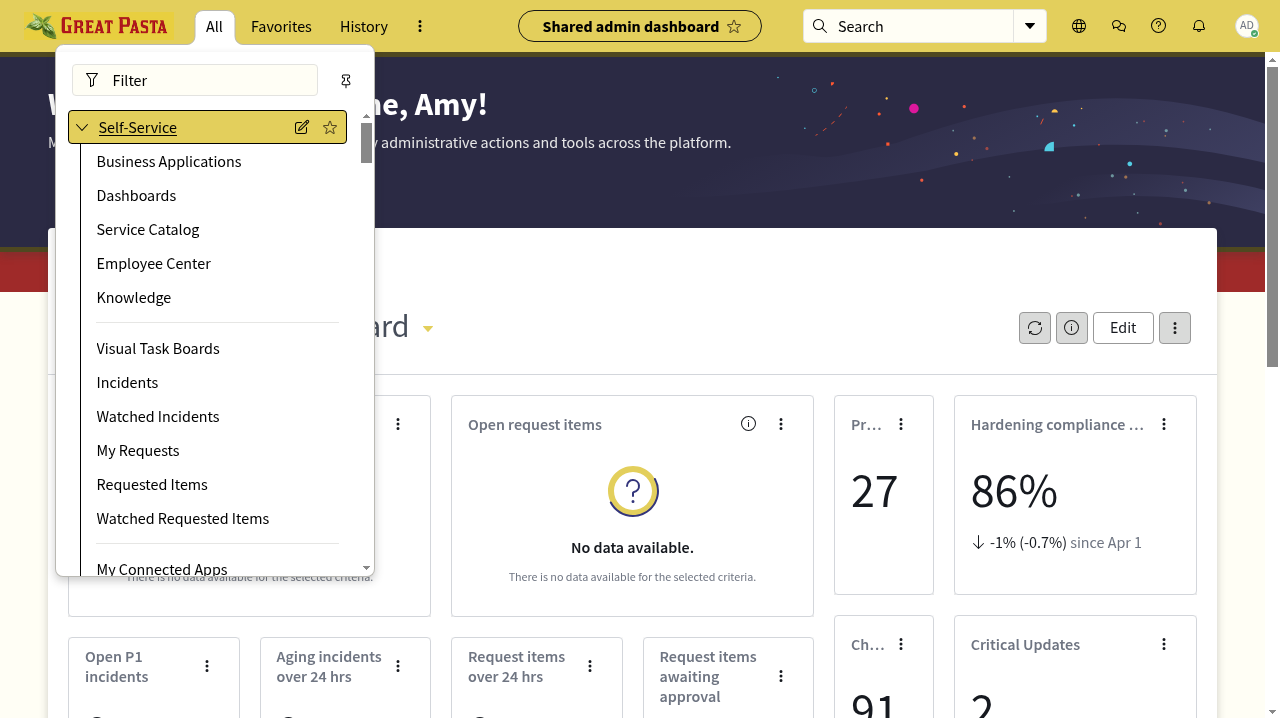 GREAT PASTA
All
Favorites
History
Shared admin dashboard
Search
AD
Filter
Self-Service
Business Applications
Dashboards
Service Catalog
Employee Center
Knowledge
Visual Task Boards
Incidents
Watched Incidents
My Requests
Requested Items
Watched Requested Items
My Connected Apps
me, Amy!
administrative actions and tools across the platform.
ard
Edit
There is no data available for the selected criteria.
Open request items
No data available.
There is no data available for the selected criteria.
Pr...
27
Hardening compliance ...
86%
-1% (-0.7%) since Apr 1
Open P1
incidents
Aging incidents
over 24 hrs
Request items
over 24 hrs
Request items
awaiting
approval
Ch...
91
Critical Updates
2